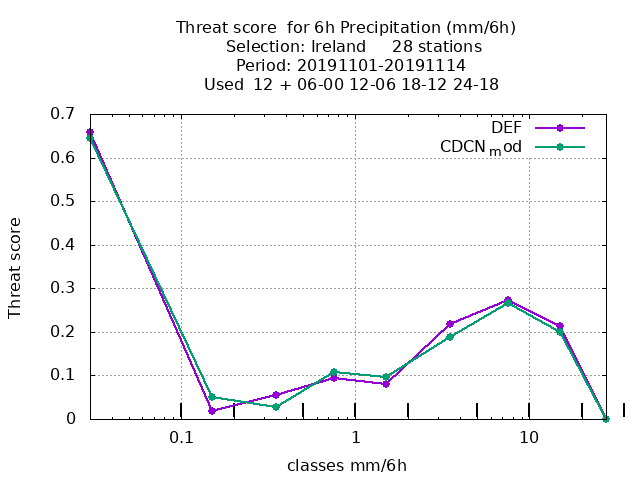 Threat score  for 6h Precipitation (mm/6h)
Selection: Ireland     28 stations
Period: 20191101-20191114
Used  12 + 06-00 12-06 18-12 24-18
DEF
CDCNmod
0.7
0.6
0.5
0.4
0.3
0.2
0.1
0
Threat score
0.1
1
10
classes mm/6h